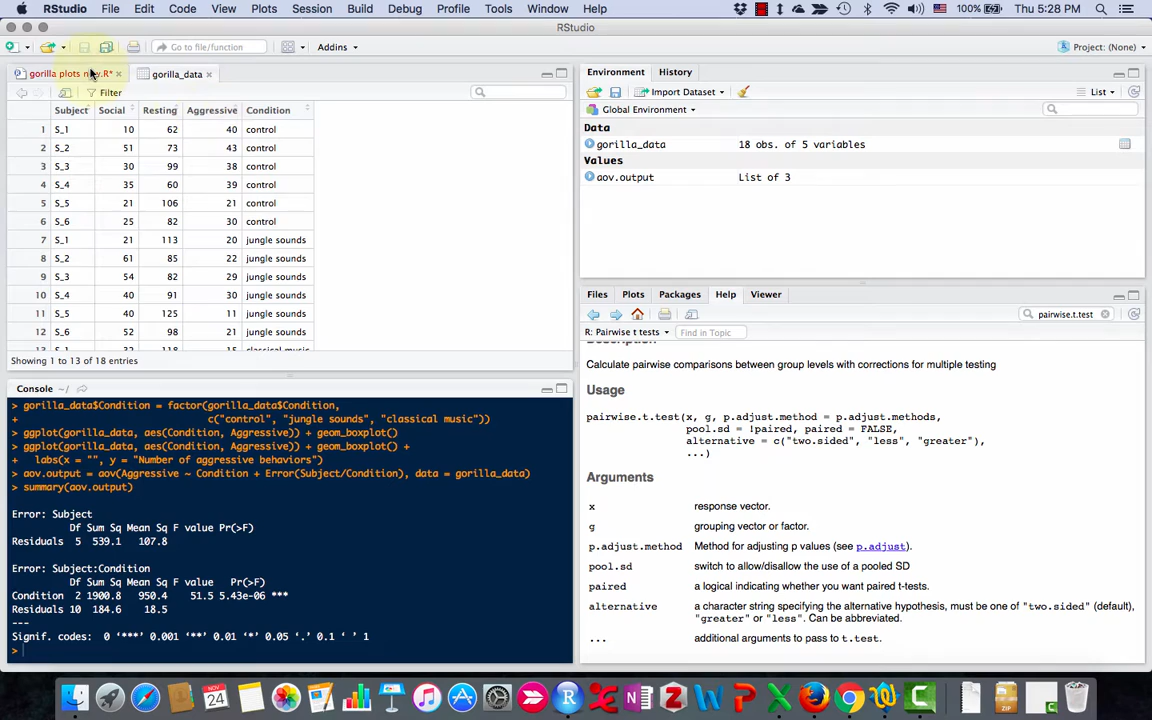 RStudio File Edit Code View Plots Session Build Debug Profile Tools Window Help 100% Thu 5:28 PM
RStudio
Go to file/function Addins Project: (None)
gorilla plots n w.R* gorilla_data
Filter
Subject Social Resting Aggressive Condition
1 S_1 10 62 40 control
2 S_2 51 73 43 control
3 S_3 30 99 38 control
4 S_4 35 60 39 control
5 S_5 21 106 21 control
6 S_6 25 82 30 control
7 S_1 21 113 20 jungle sounds
8 S_2 61 85 22 jungle sounds
9 S_3 54 82 29 jungle sounds
10 S_4 40 91 30 jungle sounds
11 S_5 40 125 11 jungle sounds
12 S_6 52 98 21 jungle sounds
Showing 1 to 13 of 18 entries
Console ~/
> gorilla_data$Condition = factor(gorilla_data$Condition,
+ c("control", "jungle sounds", "classical music"))
> ggplot(gorilla_data, aes(Condition, Aggressive)) + geom_boxplot()
> ggplot(gorilla_data, aes(Condition, Aggressive)) + geom_boxplot() +
+ labs(x = "", y = "Number of aggressive behaviors")
> aov.output = aov(Aggressive ~ Condition + Error(Subject/Condition), data = gorilla_data)
> summary(aov.output)
Error: Subject
Df Sum Sq Mean Sq F value Pr(>F)
Residuals 5 539.1 107.8
Error: Subject:Condition
Df Sum Sq Mean Sq F value Pr(>F)
Condition 2 1900.8 950.4 51.5 5.43e-06 ***
Residuals 10 184.6 18.5
---
Signif. codes: 0 ‘***’ 0.001 ‘**’ 0.01 ‘*’ 0.05 ‘.’ 0.1 ‘ ’ 1
>
Environment History
Import Dataset List
Global Environment
Data
gorilla_data 18 obs. of 5 variables
Values
aov.output List of 3
Files Plots Packages Help Viewer
pairwise.t.test
R: Pairwise t tests Find in Topic
Description
Calculate pairwise comparisons between group levels with corrections for multiple testing
Usage
pairwise.t.test(x, g, p.adjust.method = p.adjust.methods,
pool.sd = !paired, paired = FALSE,
alternative = c("two.sided", "less", "greater"),
...)
Arguments
x response vector.
g grouping vector or factor.
p.adjust.method Method for adjusting p values (see p.adjust).
pool.sd switch to allow/disallow the use of a pooled SD
paired a logical indicating whether you want paired t-tests.
alternative a character string specifying the alternative hypothesis, must be one of "two.sided" (default),
"greater" or "less". Can be abbreviated.
... additional arguments to pass to t.test.
NOV
24